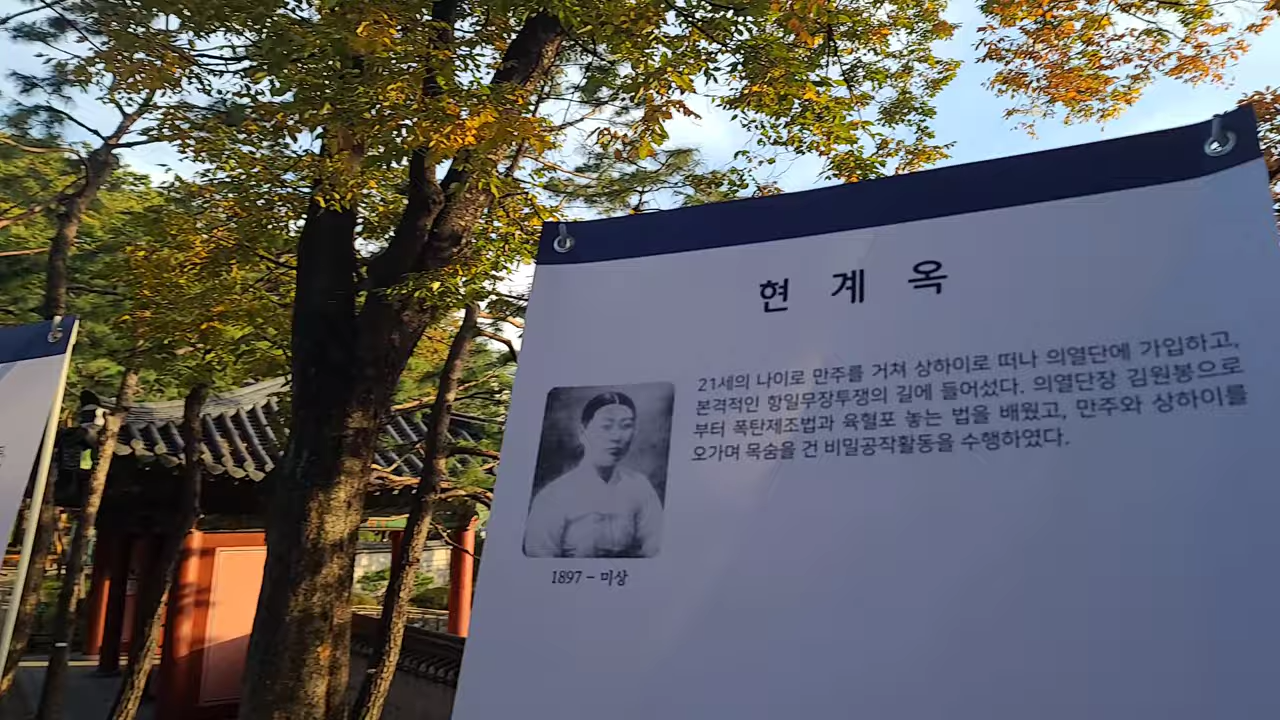 현 계 옥
21세의 나이로 만주를 거쳐 상하이로 떠나 의열단에 가입하고,
본격적인 항일무장투쟁의 길에 들어섰다. 의열단장 김원봉으로
부터 폭탄제조법과 육혈포 놓는 법을 배웠고, 만주와 상하이를
오가며 목숨을 건 비밀공작활동을 수행하였다.
1897 – 미상